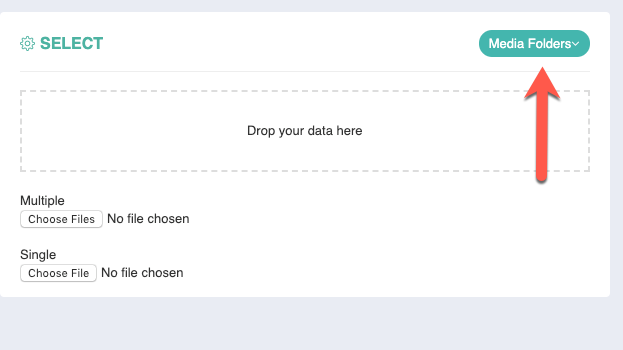 SELECT
Media Folders
Drop your data here
Multiple
Choose Files No file chosen
Single
Choose File No file chosen